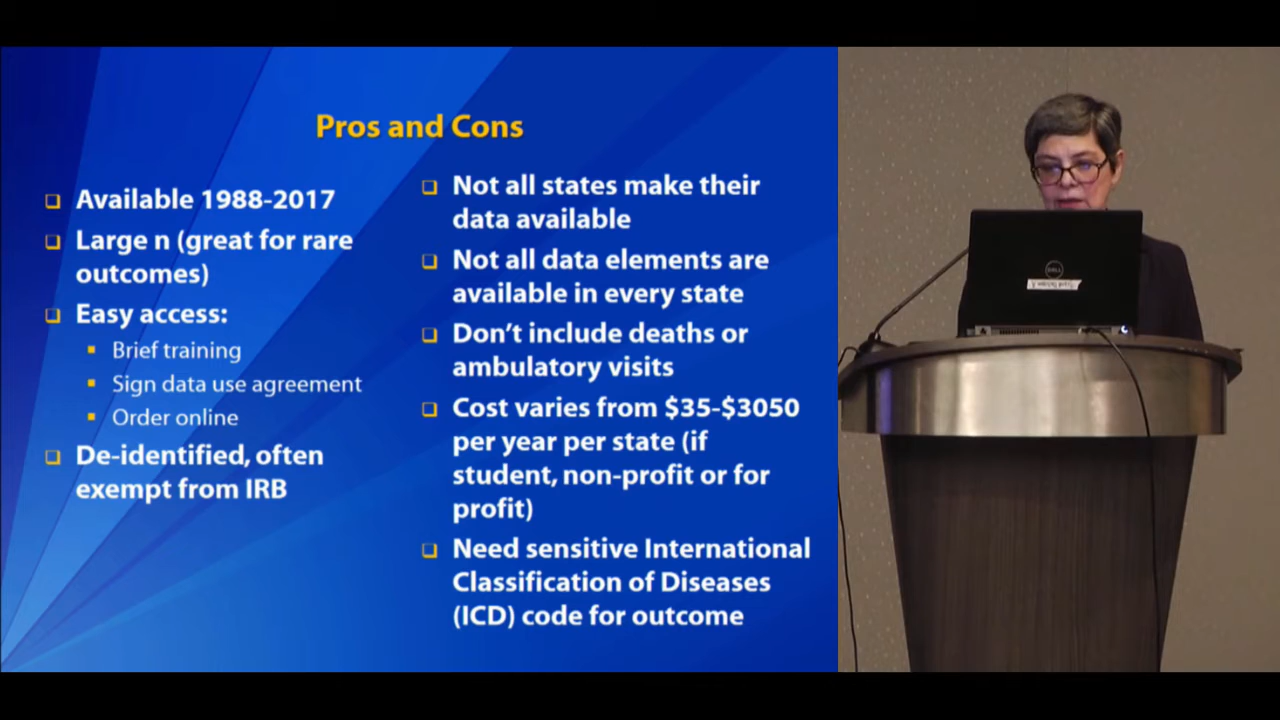 Pros and Cons
❑ Available 1988-2017
❑ Large n (great for rare
outcomes)
❑ Easy access:
▪ Brief training
▪ Sign data use agreement
▪ Order online
❑ De-identified, often
exempt from IRB
❑ Not all states make their
data available
❑ Not all data elements are
available in every state
❑ Don't include deaths or
ambulatory visits
❑ Cost varies from $35-$3050
per year per state (if
student, non-profit or for
profit)
❑ Need sensitive International
Classification of Diseases
(ICD) code for outcome
DELL